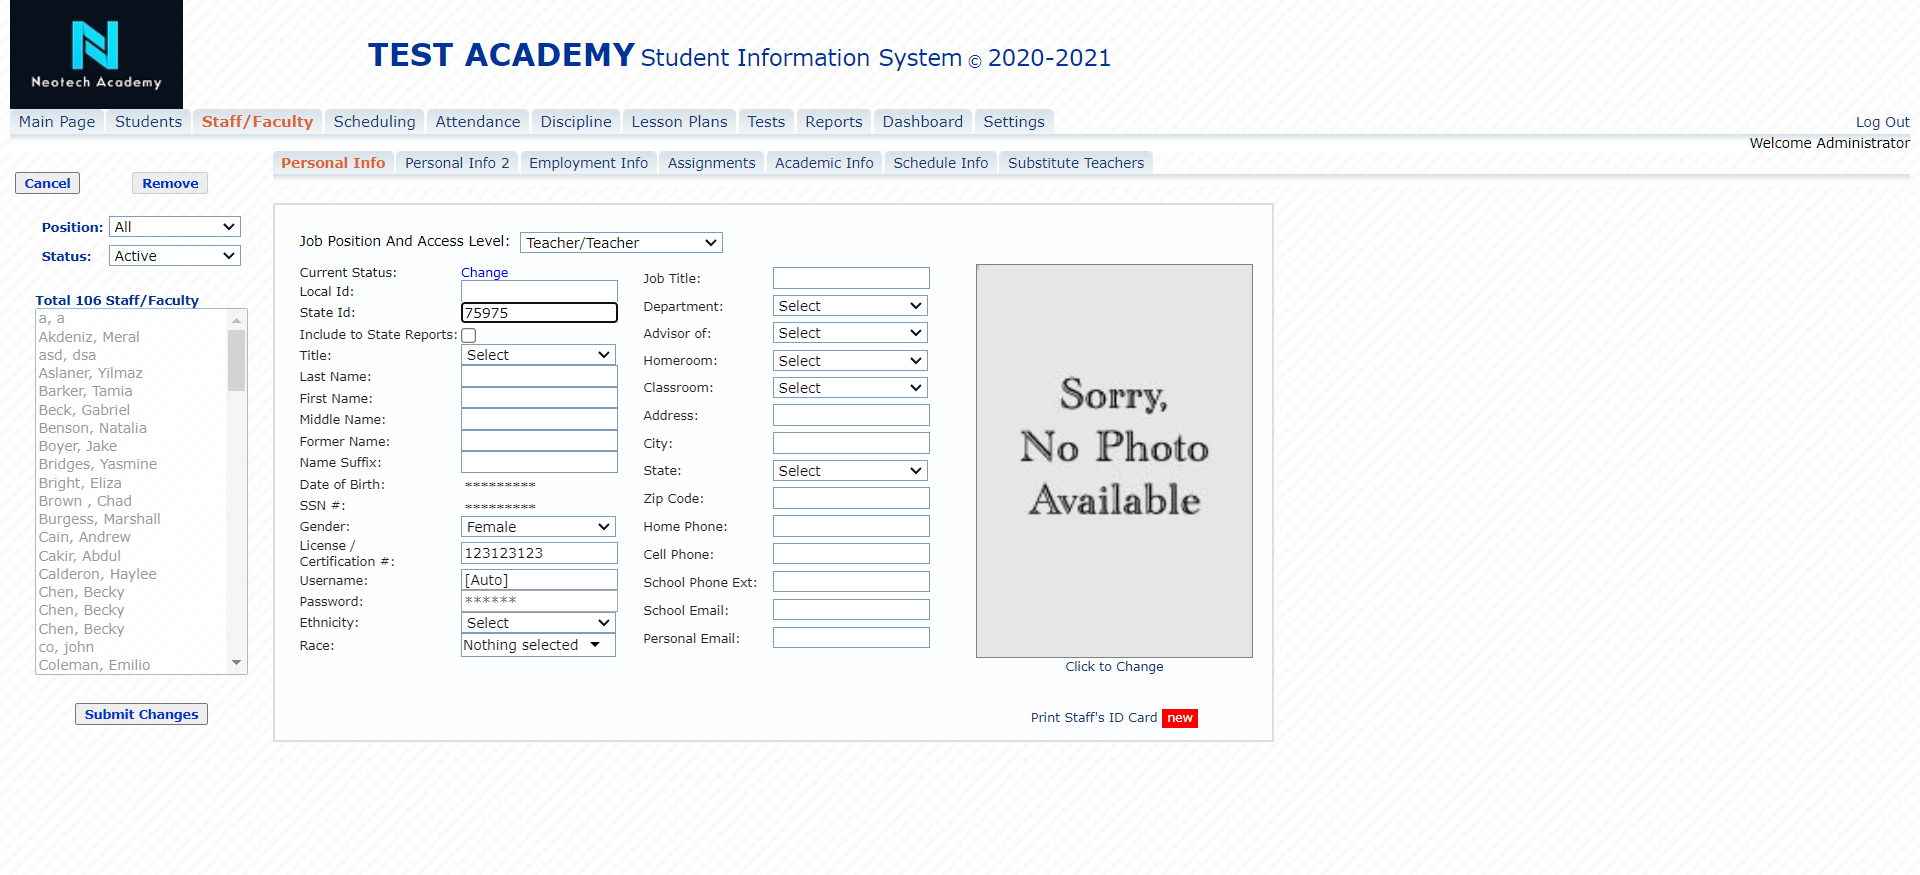 Neotech Academy
TEST ACADEMY Student Information System © 2020-2021
Main Page Students Staff/Faculty Scheduling Attendance Discipline Lesson Plans Tests Reports Dashboard Settings
Log Out
Welcome Administrator
Personal Info Personal Info 2 Employment Info Assignments Academic Info Schedule Info Substitute Teachers
Cancel Remove
Position: All
Status: Active
Total 106 Staff/Faculty
a, a
Akdeniz, Meral
asd, dsa
Aslaner, Yilmaz
Barker, Tamia
Beck, Gabriel
Benson, Natalia
Boyer, Jake
Bridges, Yasmine
Bright, Eliza
Brown , Chad
Burgess, Marshall
Cain, Andrew
Cakir, Abdul
Calderon, Haylee
Chen, Becky
Chen, Becky
Chen, Becky
co, john
Coleman, Emilio
Submit Changes
Job Position And Access Level: Teacher/Teacher
Current Status: Change
Local Id:
State Id: 75975
Include to State Reports:
Title: Select
Last Name:
First Name:
Middle Name:
Former Name:
Name Suffix:
Date of Birth: *********
SSN #: *********
Gender: Female
License /
Certification #: 123123123
Username: [Auto]
Password: ******
Ethnicity: Select
Race: Nothing selected
Job Title:
Department: Select
Advisor of: Select
Homeroom: Select
Classroom: Select
Address:
City:
State: Select
Zip Code:
Home Phone:
Cell Phone:
School Phone Ext:
School Email:
Personal Email:
Sorry,
No Photo
Available
Click to Change
Print Staff's ID Card new